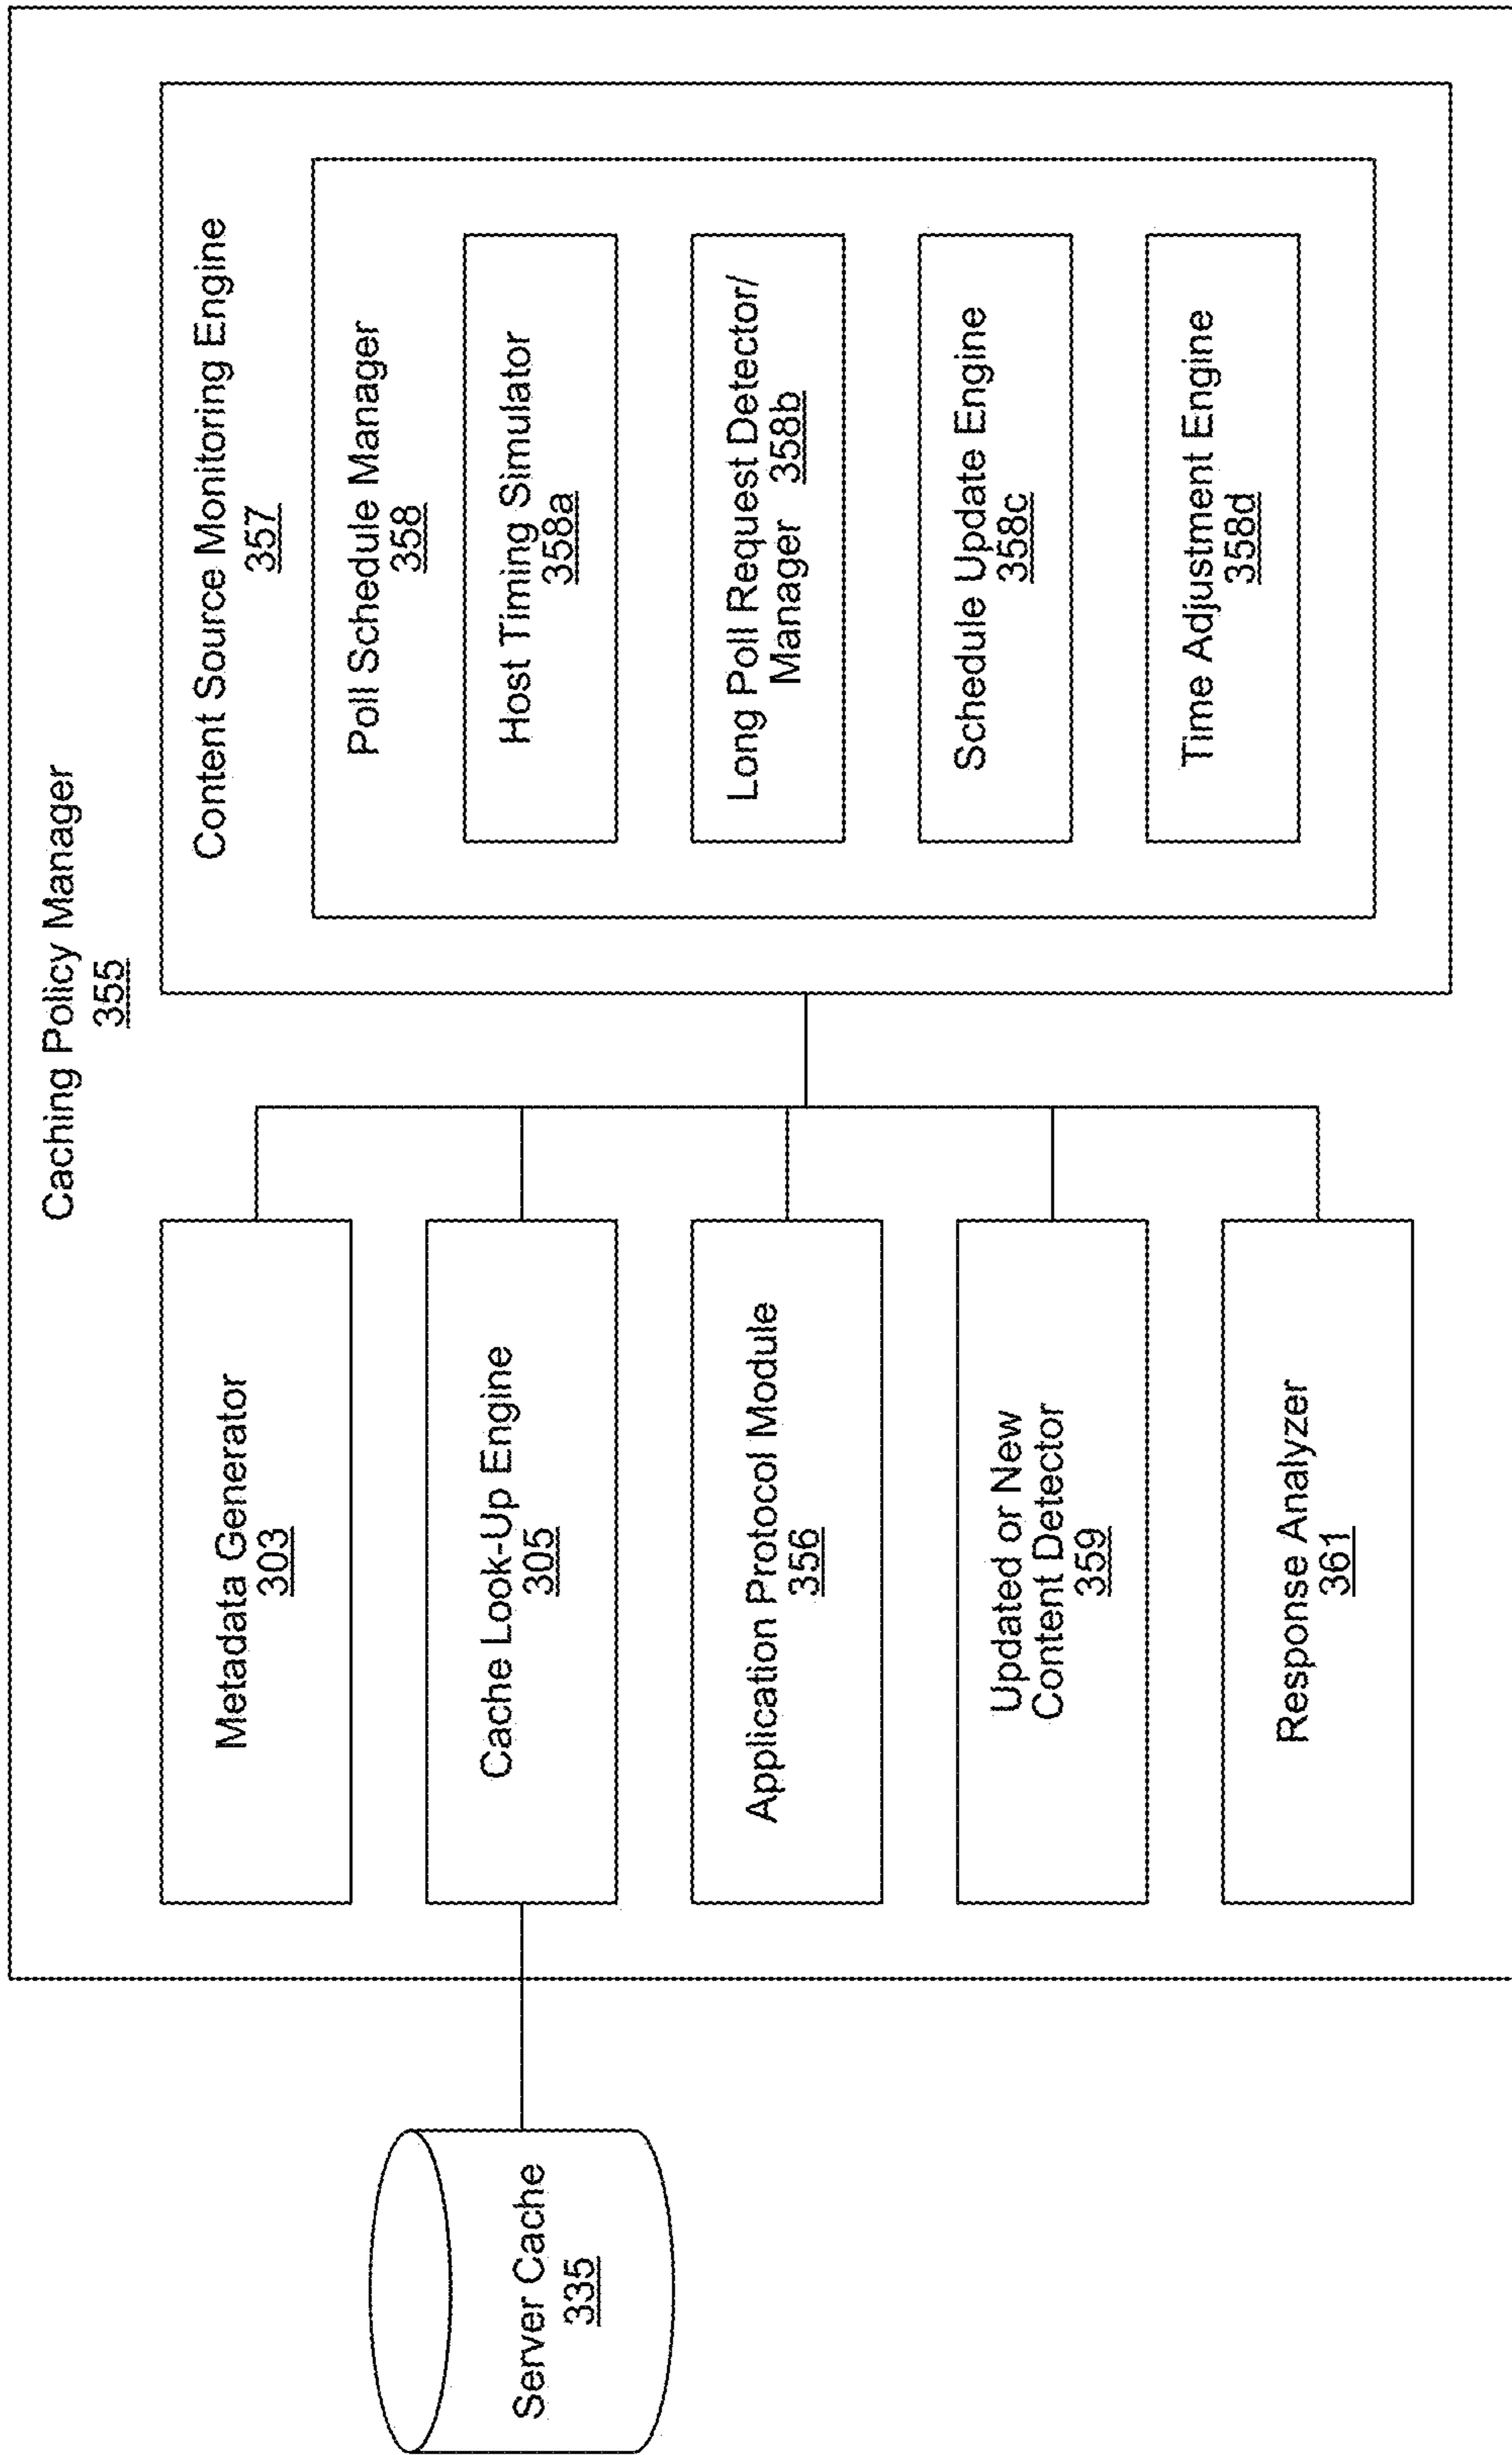 Caching Policy Manager
355
Server Cache
335
Metadata Generator
303
Cache Look-Up Engine
305
Application Protocol Module
356
Updated or New
Content Detector
359
Response Analyzer
361
Content Source Monitoring Engine
357
Poll Schedule Manager
358
Host Timing Simulator
358a
Long Poll Request Detector/
Manager 358b
Schedule Update Engine
358c
Time Adjustment Engine
358d